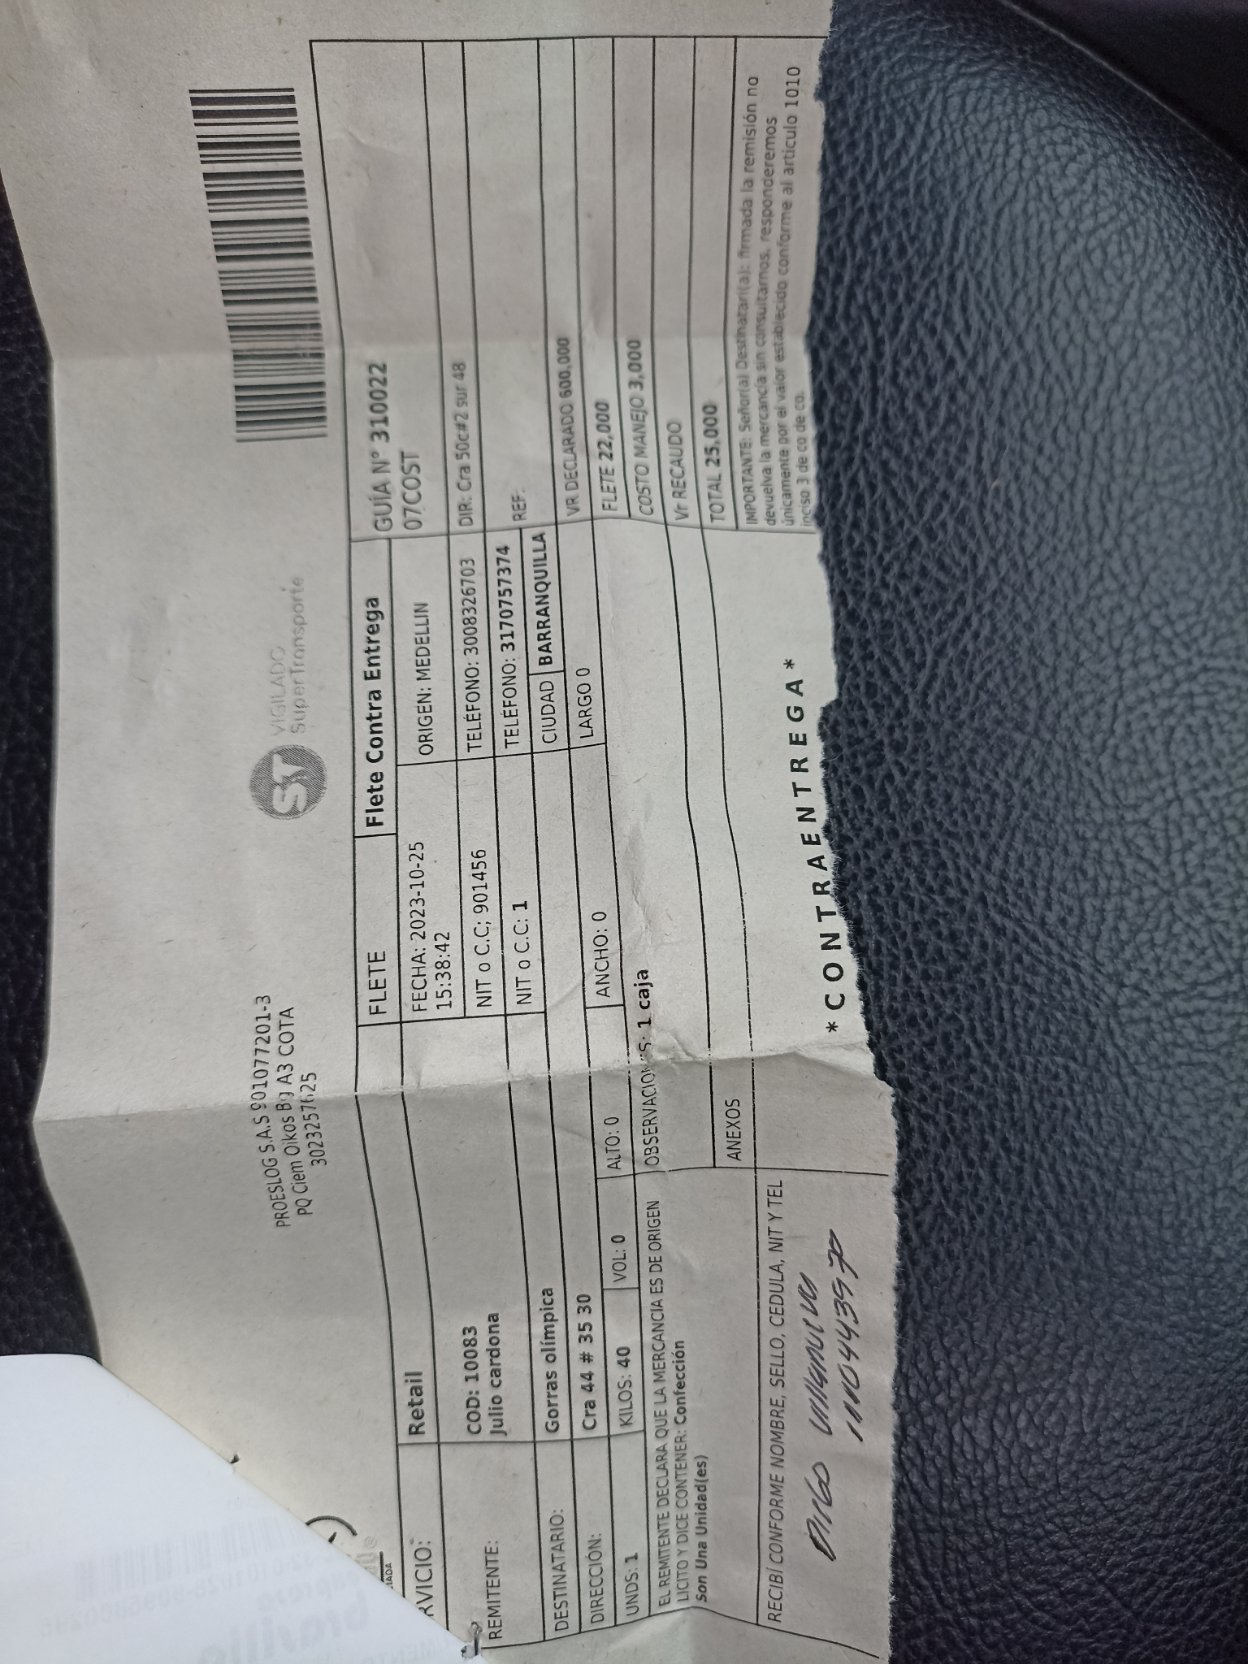 PROESLOG S.A.S 901077201-3
PQ Ciem Oikos Bg A3 COTA
3023257625
ST VIGILADO
SuperTransporte
FLETE Flete Contra Entrega GUÍA N° 310022
RVICIO: Retail FECHA: 2023-10-25 ORIGEN: MEDELLIN 07COST
15:38:42
REMITENTE: COD: 10083 NIT o C.C; 901456 TELÉFONO: 3008326703 DIR: Cra 50c#2 sur 48
Julio cardona
NIT o C.C: 1 TELÉFONO: 3170757374 REF:
DESTINATARIO: Gorras olímpica CIUDAD BARRANQUILLA
DIRECCIÓN: Cra 44 # 35 30 ANCHO: 0 LARGO 0 VR DECLARADO 600,000
UNDS: 1 KILOS: 40 VOL: 0 ALTO: 0 FLETE 22,000
EL REMITENTE DECLARA QUE LA MERCANCIA ES DE ORIGEN OBSERVACION S: 1 caja COSTO MANEJO 3,000
LICITO Y DICE CONTENER: Confección Vr RECAUDO
Son Una Unidad(es) ANEXOS TOTAL 25,000
IMPORTANTE: Señor(a) Destinatari(a): firmada la remisión no
devuelva la mercancía sin consultarnos, responderemos
únicamente por el valor establecido conforme al artículo 1010
inciso 3 de co de co.
RECIBÍ CONFORME NOMBRE, SELLO, CEDULA, NIT Y TEL
*CONTRAENTREGA*